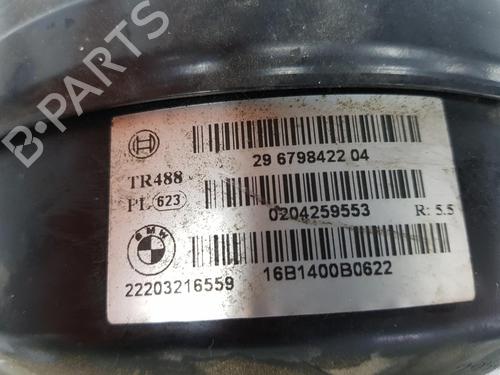 B-PARTS
29 6798422 04
TR488
PL 623
0204259553
R: 5.5
BMW
22203216559
16B1400B0622